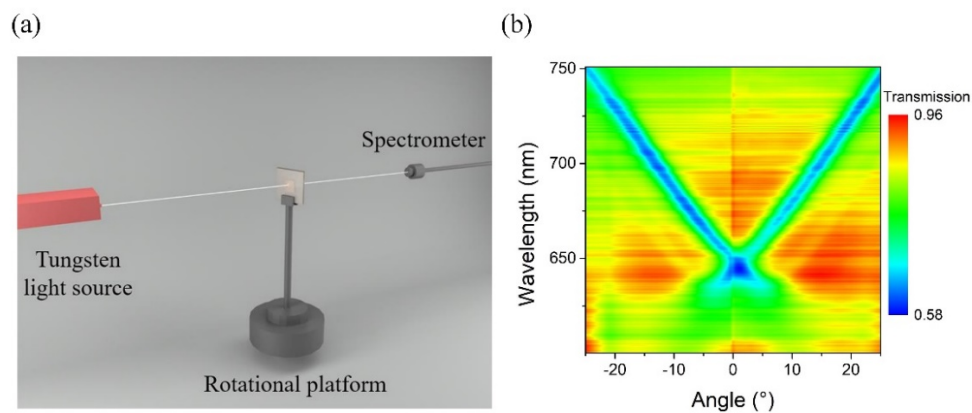 (a)
(b)
Spectrometer
Tungsten
light source
Rotational platform
750
700
650
Wavelength (nm)
-20
-10
0
10
20
Angle (°)
Transmission
0.96
0.58